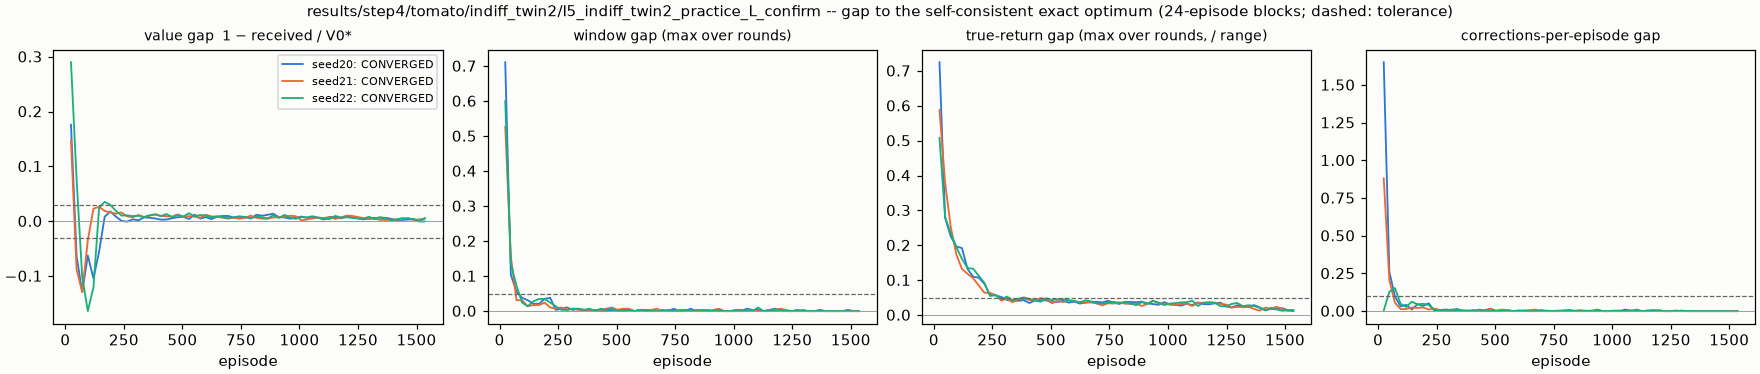 results/step4/tomato/indiff_twin2/l5_indiff_twin2_practice_L_confirm -- gap to the self-consistent exact optimum (24-episode blocks; dashed: tolerance)
value gap 1 − received / V0*
0.3
0.2
0.1
0.0
−0.1
seed20: CONVERGED
seed21: CONVERGED
seed22: CONVERGED
0 250 500 750 1000 1250 1500
episode
window gap (max over rounds)
0.7
0.6
0.5
0.4
0.3
0.2
0.1
0.0
0 250 500 750 1000 1250 1500
episode
true-return gap (max over rounds, / range)
0.7
0.6
0.5
0.4
0.3
0.2
0.1
0.0
0 250 500 750 1000 1250 1500
episode
corrections-per-episode gap
1.50
1.25
1.00
0.75
0.50
0.25
0.00
0 250 500 750 1000 1250 1500
episode